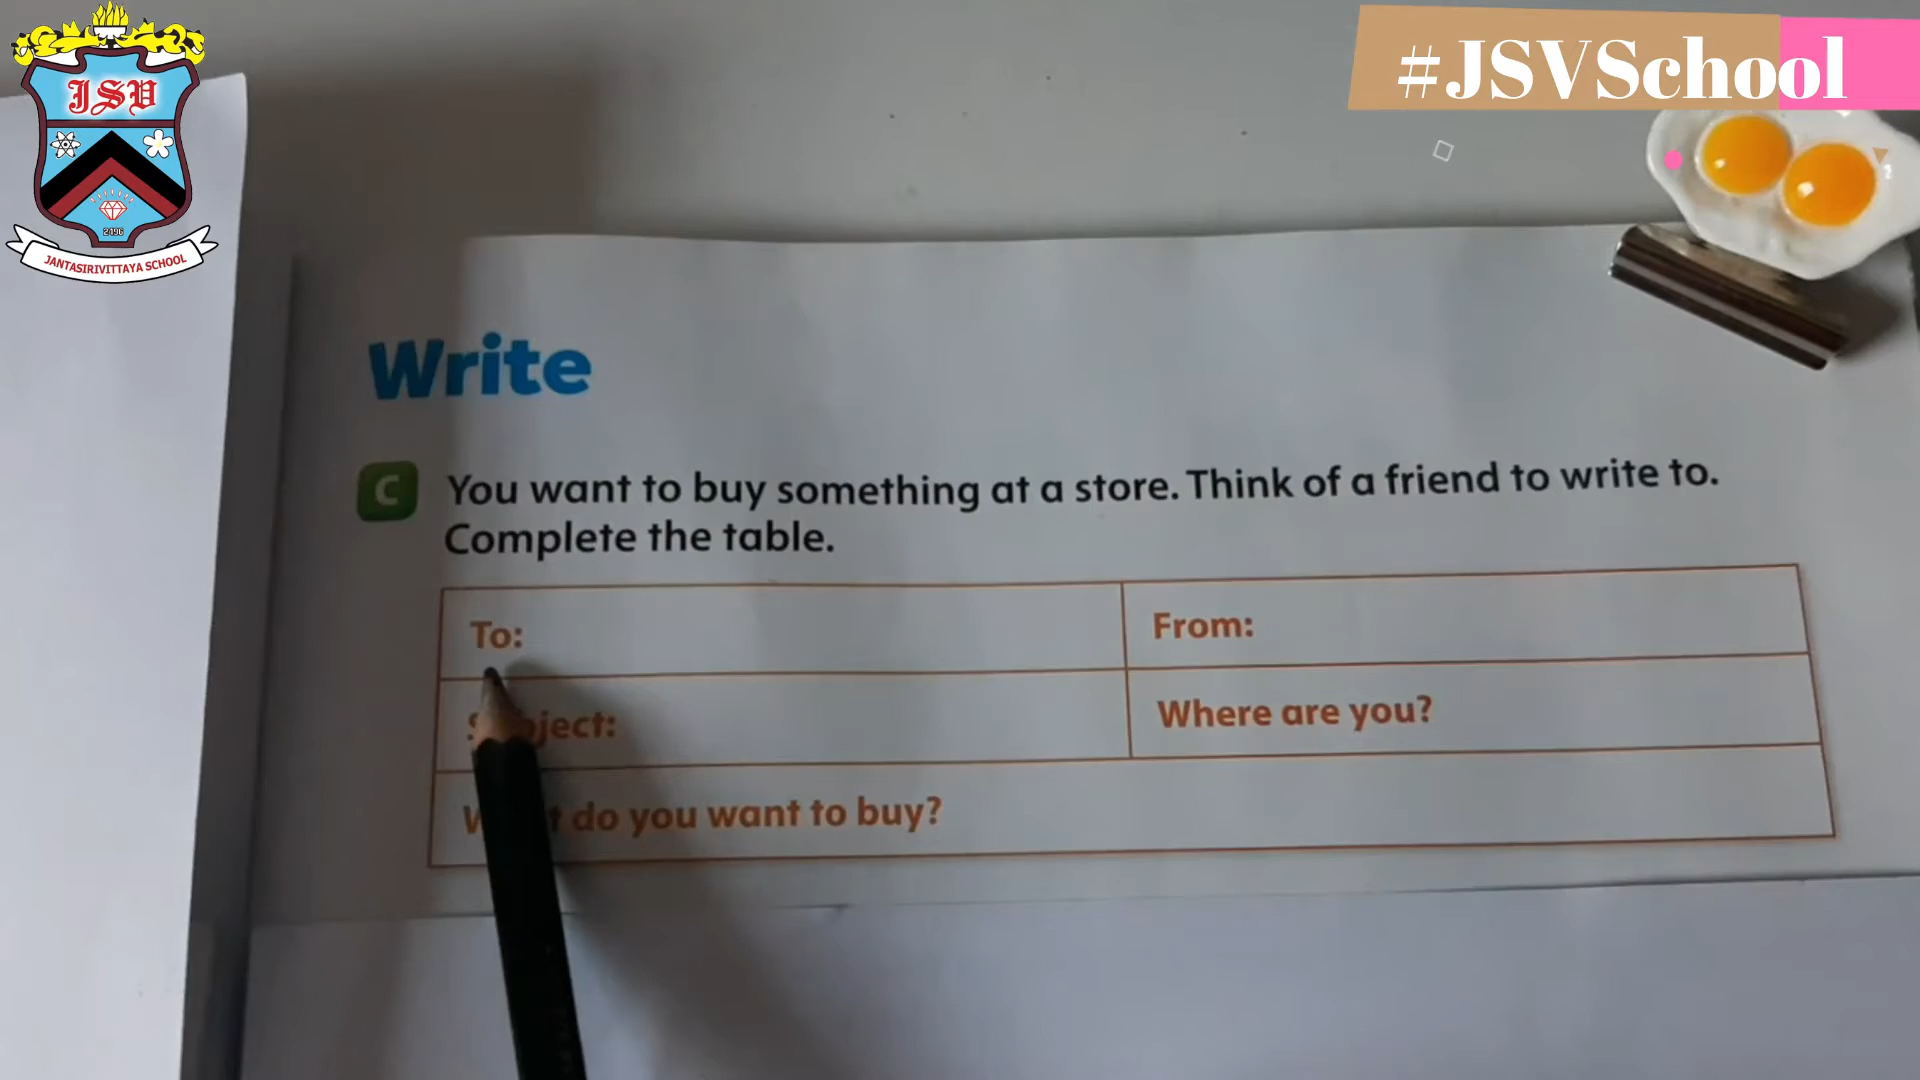 JSV
2496
JANTASIRIVITTAYA SCHOOL
#JSVSchool
Write
C You want to buy something at a store. Think of a friend to write to.
Complete the table.
To: From:
Where are you?
do you want to buy?